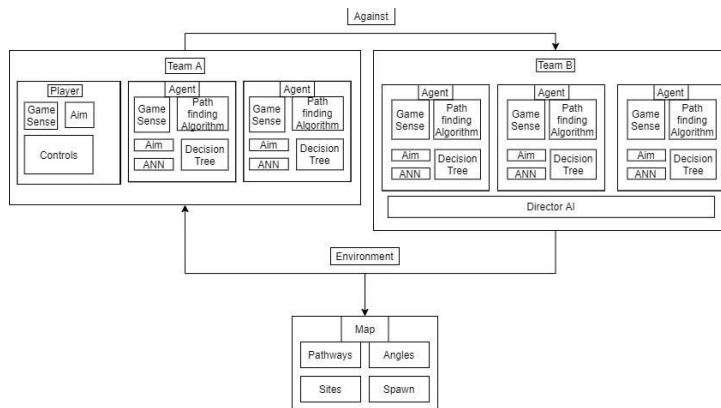 Against
Team A
Player
Game
Sense
Aim
Controls
Agent
Game
Sense
Path
finding
Algorithm
Aim
ANN
Decision
Tree
Agent
Game
Sense
Path
finding
Algorithm
Aim
ANN
Decision
Tree
Team B
Agent
Game
Sense
Path
finding
Algorithm
Aim
ANN
Decision
Tree
Agent
Game
Sense
Path
finding
Algorithm
Aim
ANN
Decision
Tree
Agent
Game
Sense
Path
finding
Algorithm
Aim
ANN
Decision
Tree
Director AI
Environment
Map
Pathways
Angles
Sites
Spawn